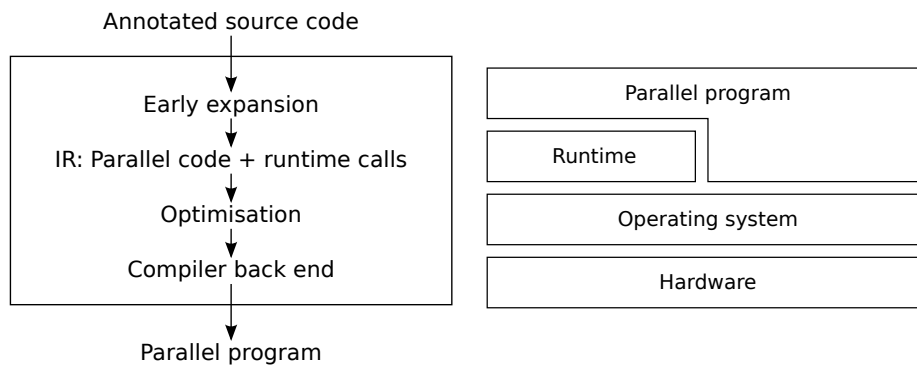 Annotated source code
Early expansion
IR: Parallel code + runtime calls
Optimisation
Compiler back end
Parallel program
Parallel program
Runtime
Operating system
Hardware